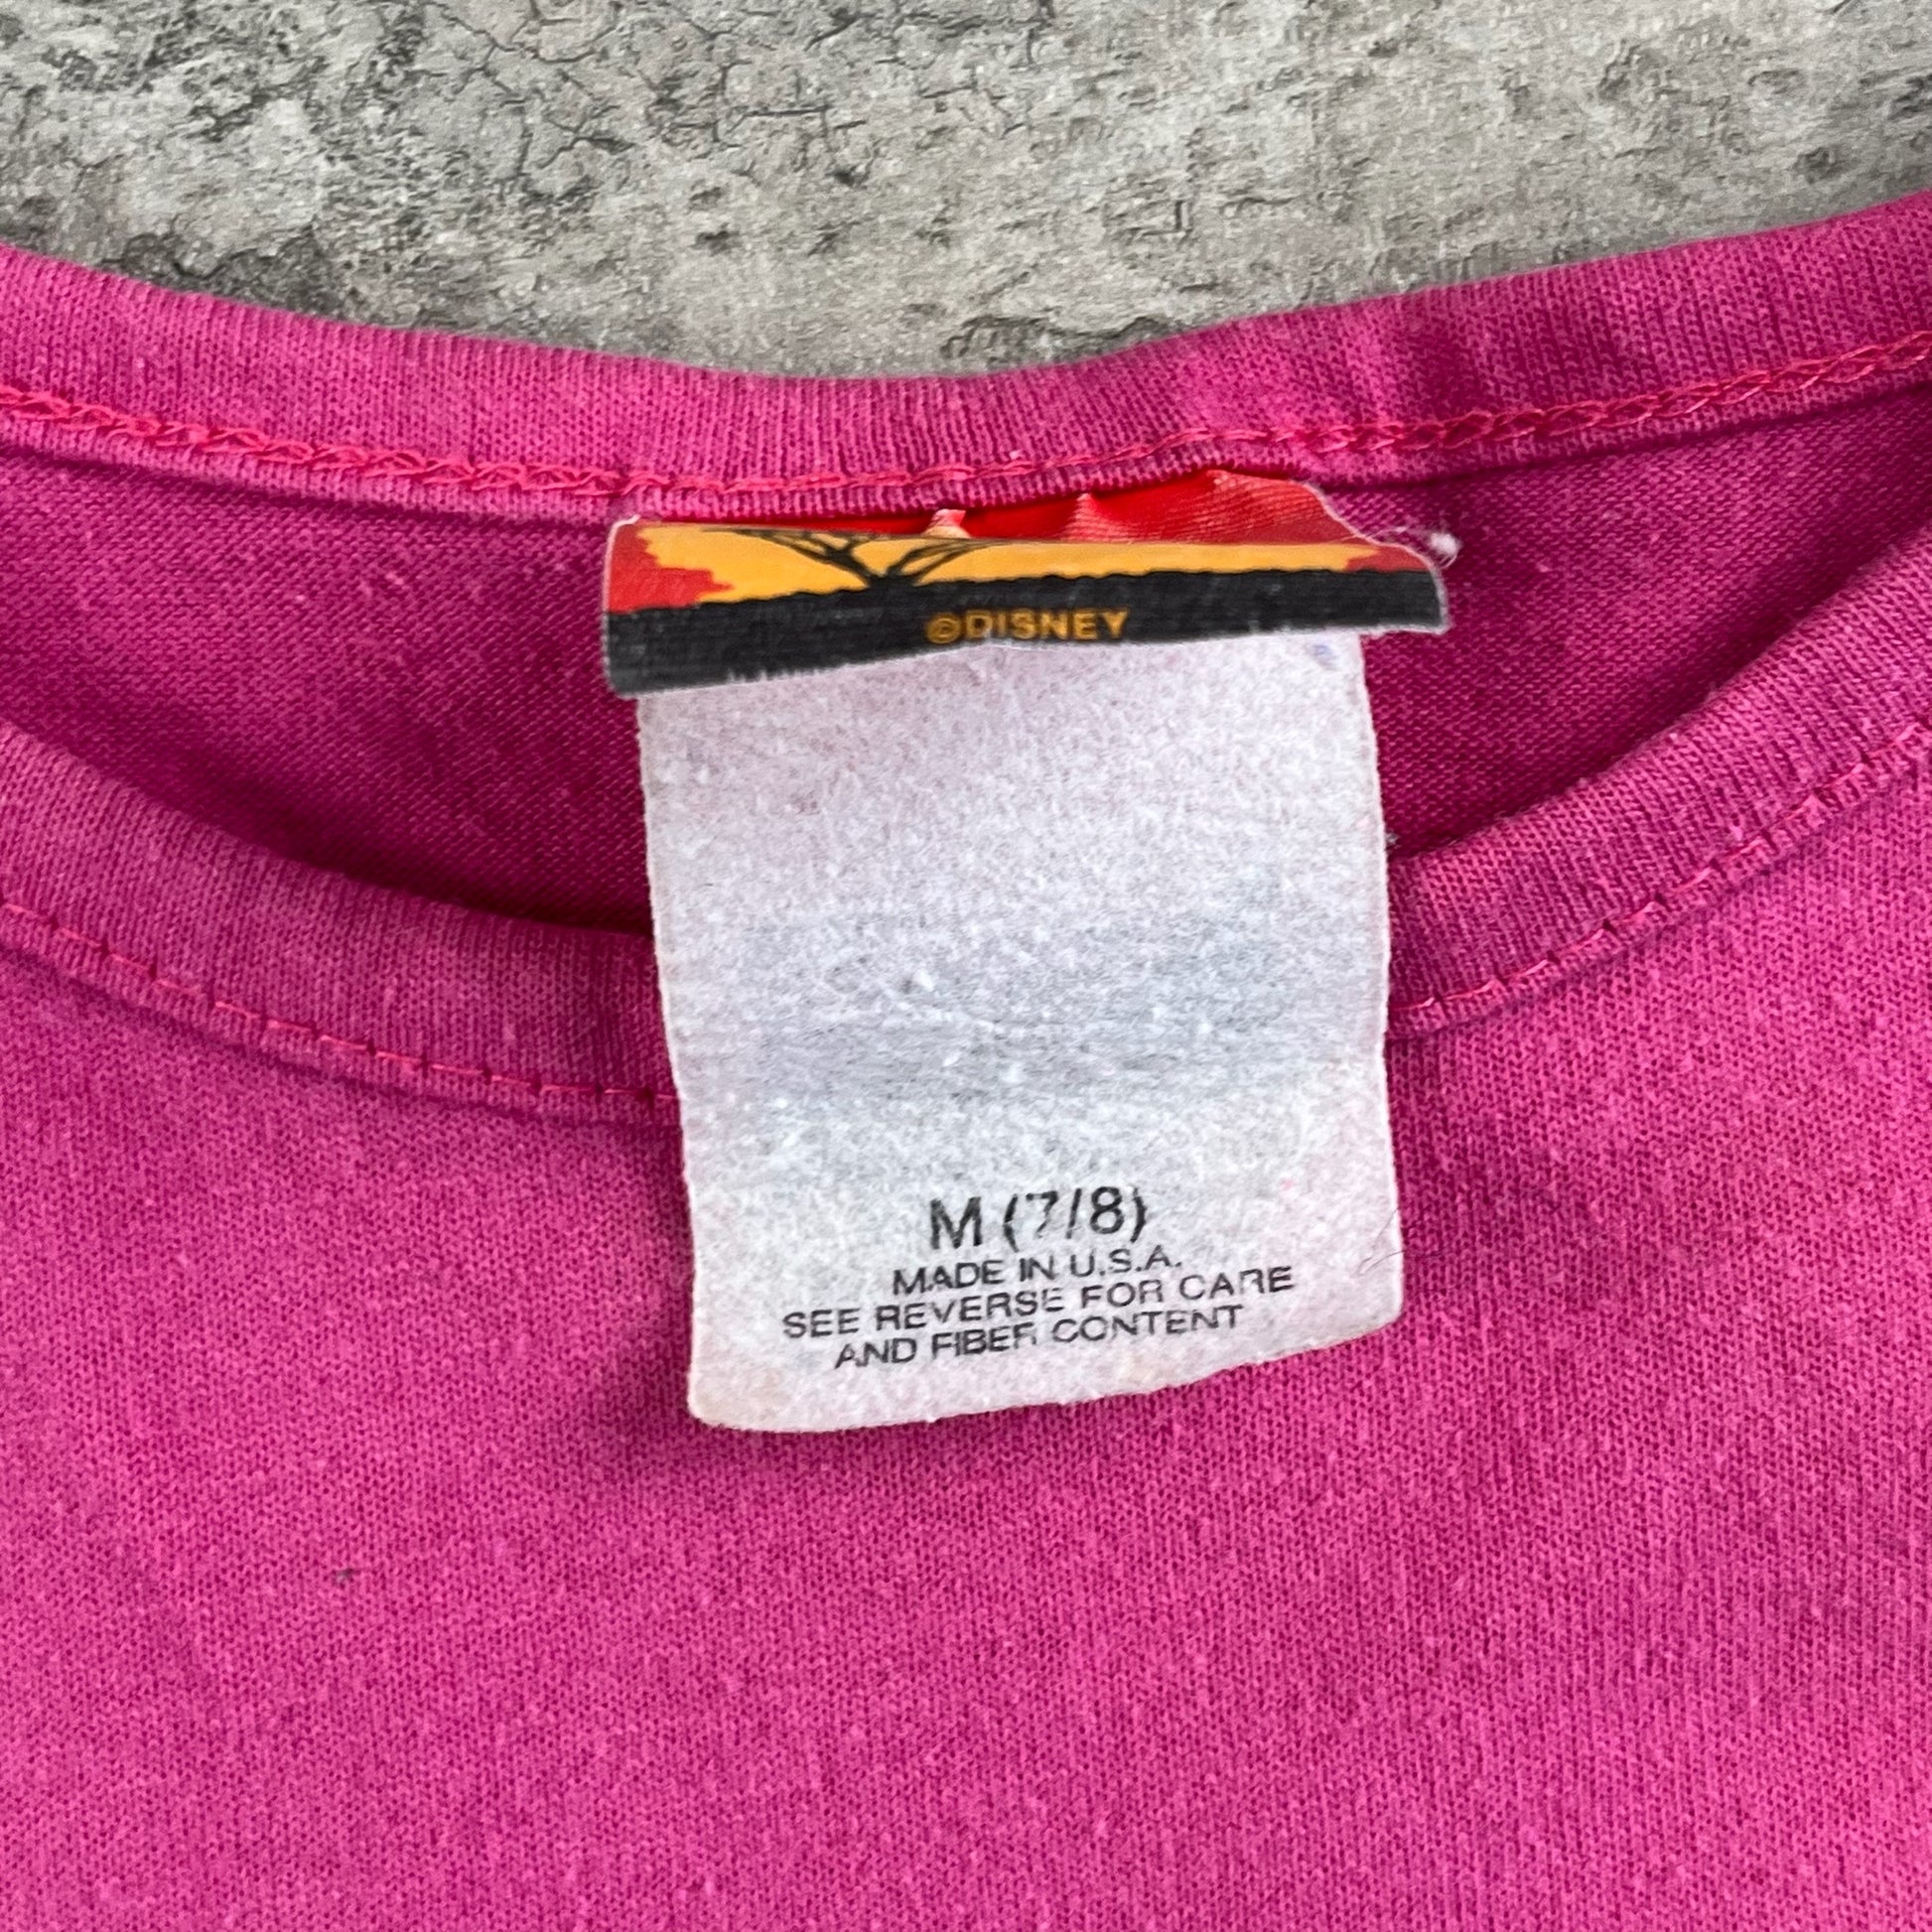 ©DISNEY
M (7/8)
MADE IN U.S.A.
SEE REVERSE FOR CARE
AND FIBER CONTENT